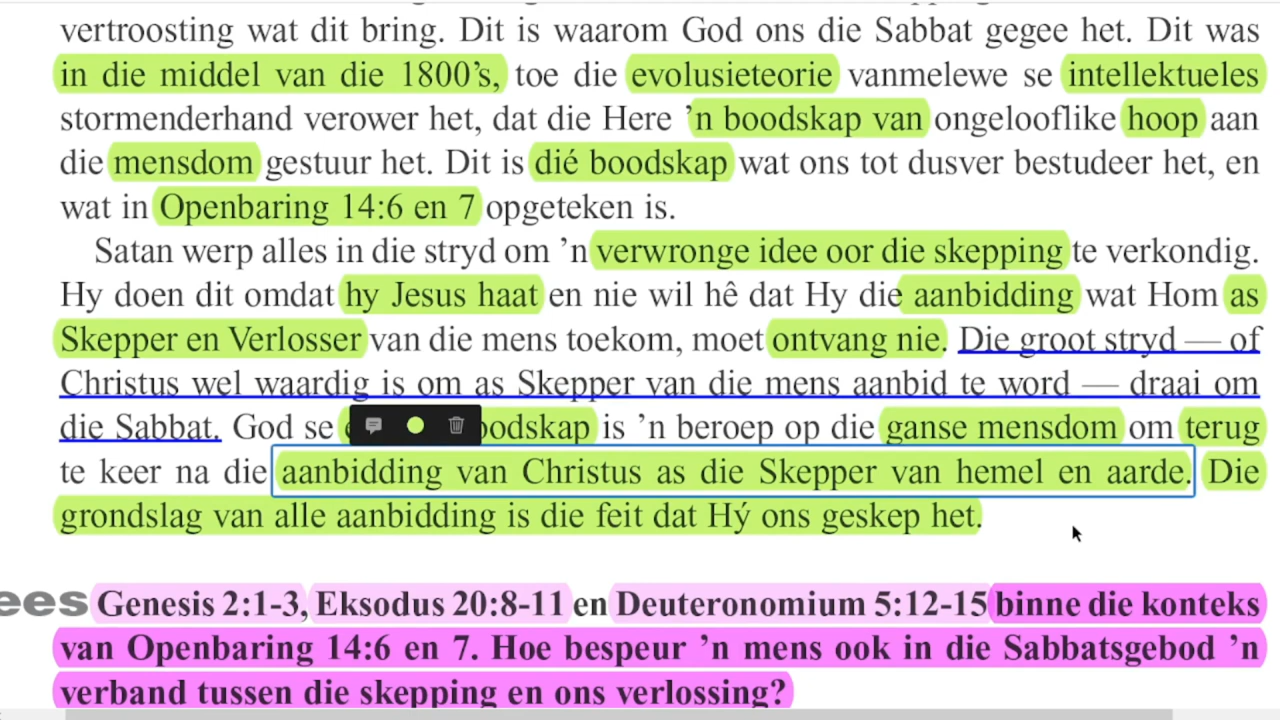 vertroosting wat dit bring. Dit is waarom God ons die Sabbat gegee het. Dit was
in die middel van die 1800’s, toe die evolusieteorie vanmelewe se intellektueles
stormenderhand verower het, dat die Here ’n boodskap van ongelooflike hoop aan
die mensdom gestuur het. Dit is dié boodskap wat ons tot dusver bestudeer het, en
wat in Openbaring 14:6 en 7 opgeteken is.
Satan werp alles in die stryd om ’n verwronge idee oor die skepping te verkondig.
Hy doen dit omdat hy Jesus haat en nie wil hê dat Hy die aanbidding wat Hom as
Skepper en Verlosser van die mens toekom, moet ontvang nie. Die groot stryd — of
Christus wel waardig is om as Skepper van die mens aanbid te word — draai om
die Sabbat. God se odskap is ’n beroep op die ganse mensdom om terug
te keer na die aanbidding van Christus as die Skepper van hemel en aarde. Die
grondslag van alle aanbidding is die feit dat Hý ons geskep het.
ees Genesis 2:1-3, Eksodus 20:8-11 en Deuteronomium 5:12-15 binne die konteks
van Openbaring 14:6 en 7. Hoe bespeur ’n mens ook in die Sabbatsgebod ’n
verband tussen die skepping en ons verlossing?